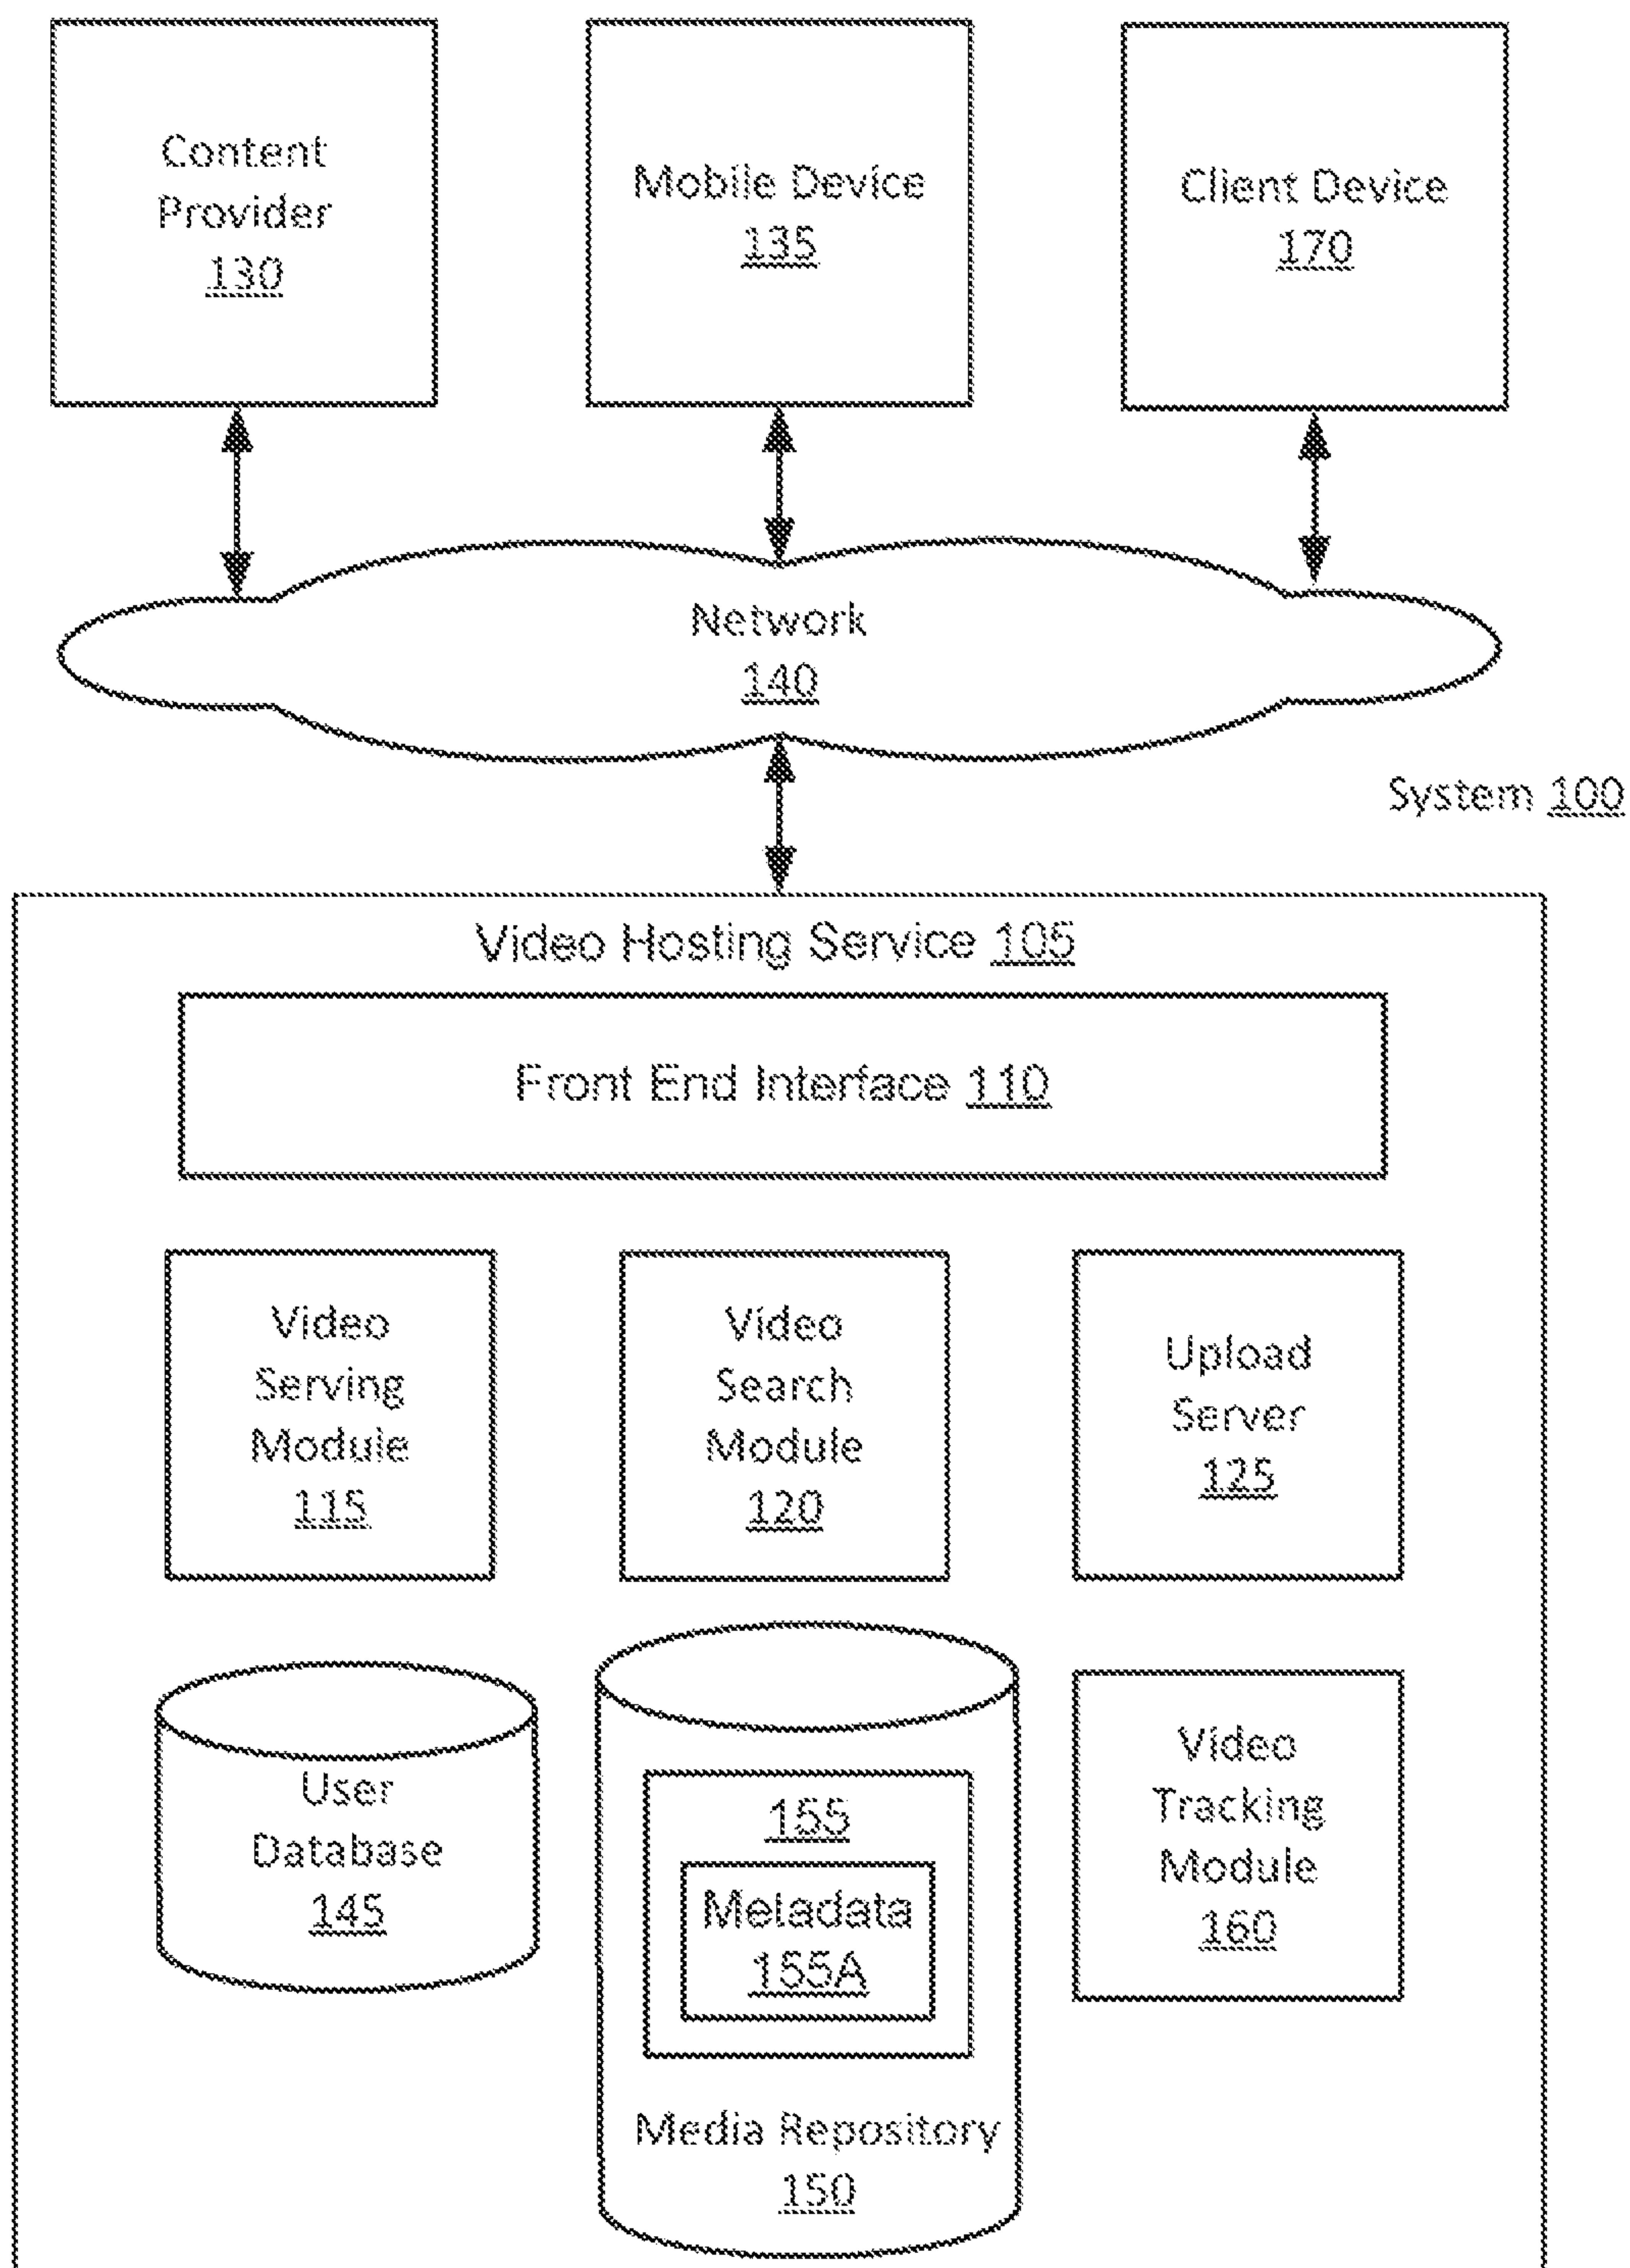 Content
Provider
130
Mobile Device
135
Client Device
170
Network
140
System 100
Video Hosting Service 105
Front End Interface 110
Video
Serving
Module
115
Video
Search
Module
120
Upload
Server
125
User
Database
145
155
Metadata
155A
Media Repository
150
Video
Tracking
Module
160